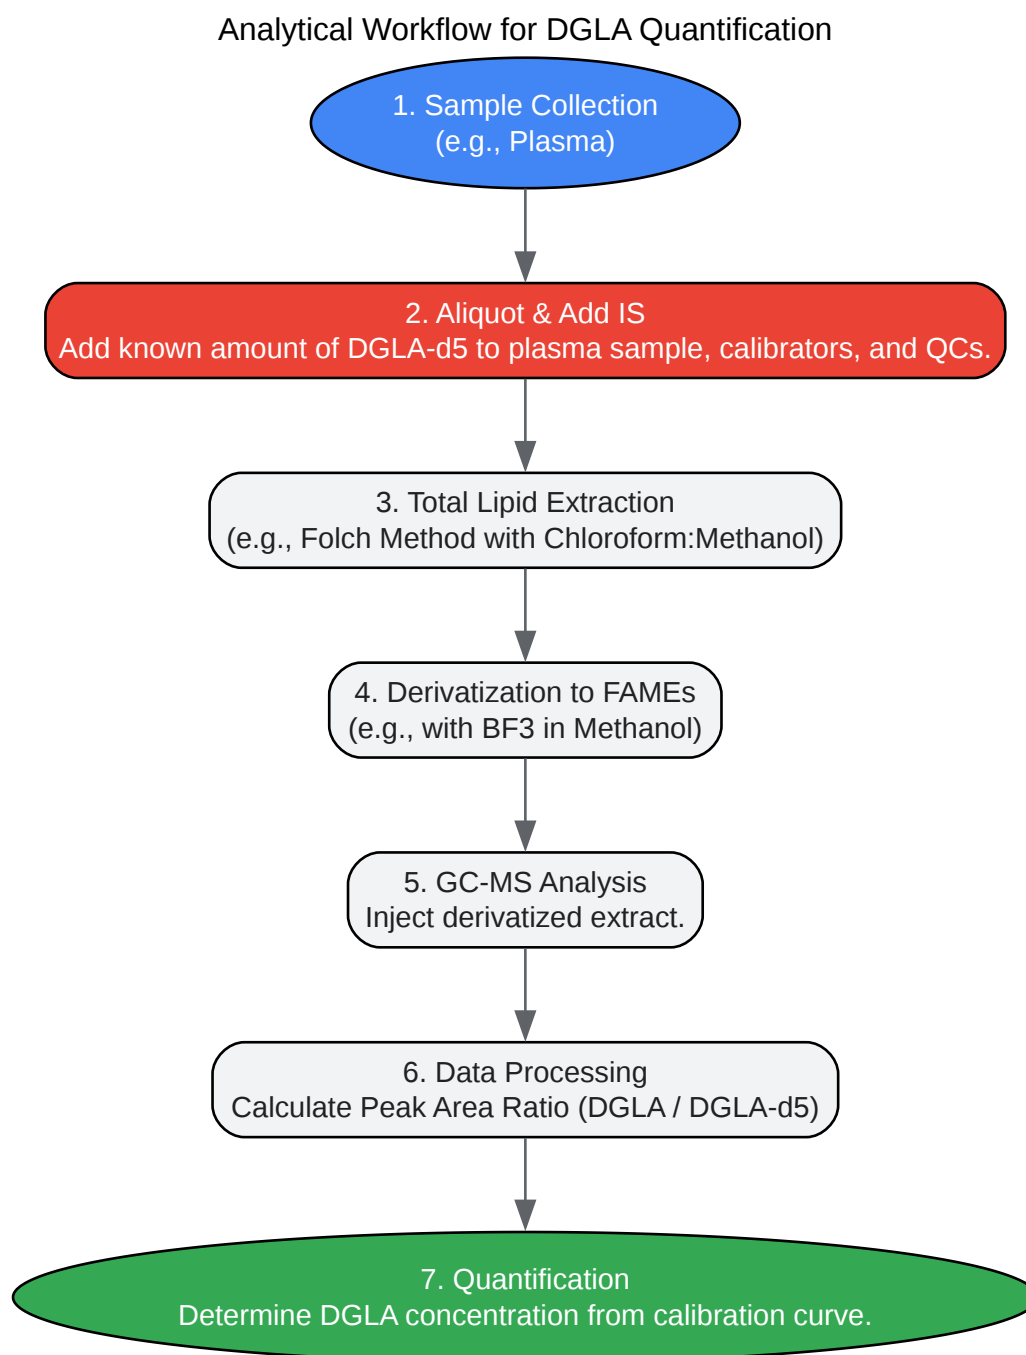 Analytical Workflow for DGLA Quantification
1. Sample Collection
(e.g., Plasma)
2. Aliquot & Add IS
Add known amount of DGLA-d5 to plasma sample, calibrators, and QCs.
3. Total Lipid Extraction
(e.g., Folch Method with Chloroform:Methanol)
4. Derivatization to FAMEs
(e.g., with BF3 in Methanol)
5. GC-MS Analysis
Inject derivatized extract.
6. Data Processing
Calculate Peak Area Ratio (DGLA / DGLA-d5)
7. Quantification
Determine DGLA concentration from calibration curve.